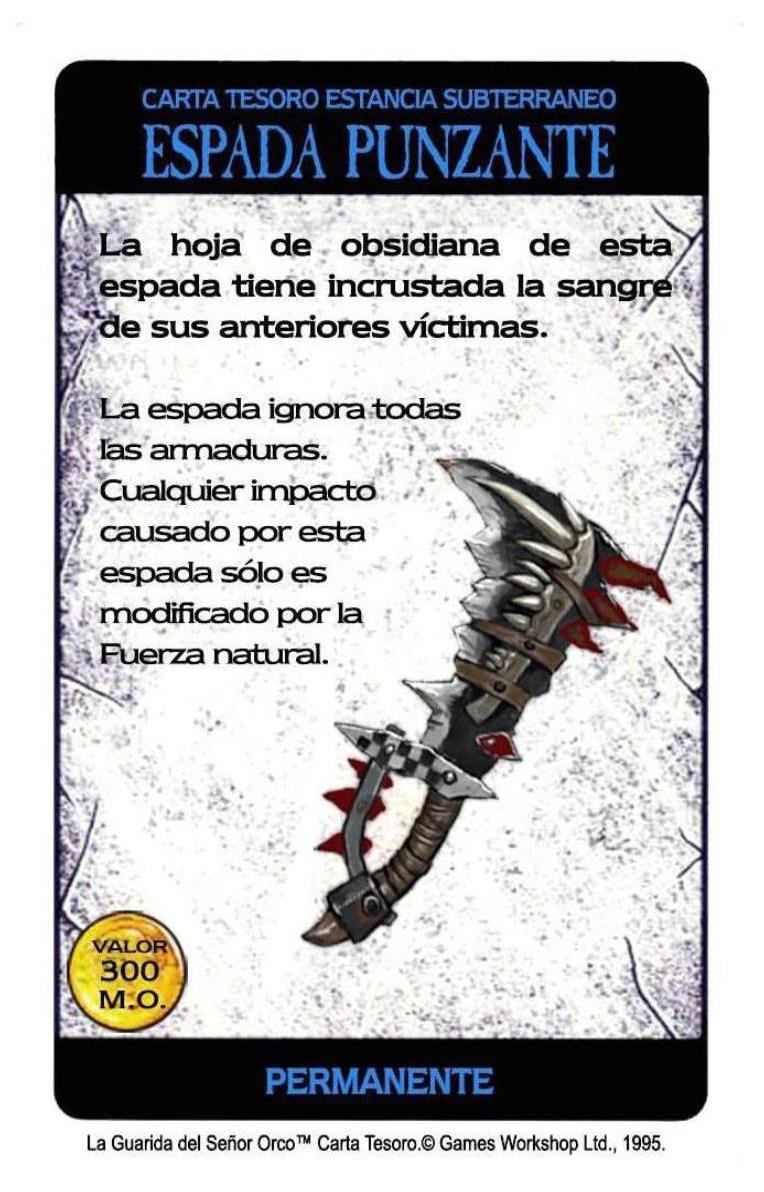 CARTA TESORO ESTANCIA SUBTERRANEO
ESPADA PUNZANTE
La hoja de obsidiana de esta
espada tiene incrustada la sangre
de sus anteriores víctimas.
La espada ignora todas
las armaduras.
Cualquier impacto
causado por esta
espada sólo es
modificado por la
Fuerza natural.
VALOR
300
M.O.
PERMANENTE
La Guarida del Señor Orco™ Carta Tesoro.© Games Workshop Ltd., 1995.